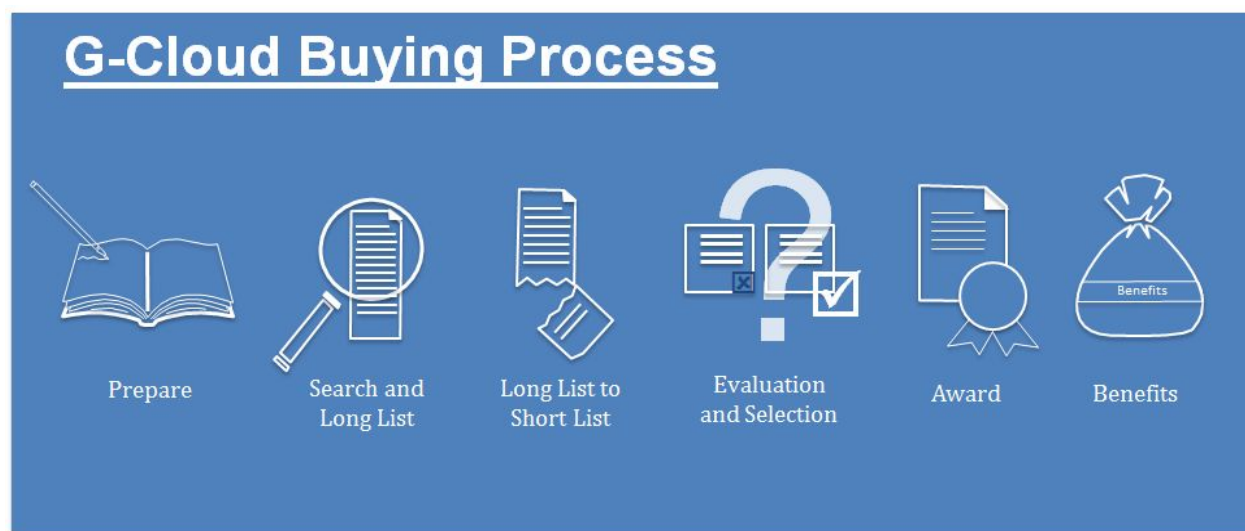 G-Cloud Buying Process
Benefits
Prepare
Search and
Long List
Long List to
Short List
Evaluation
and Selection
Award
Benefits